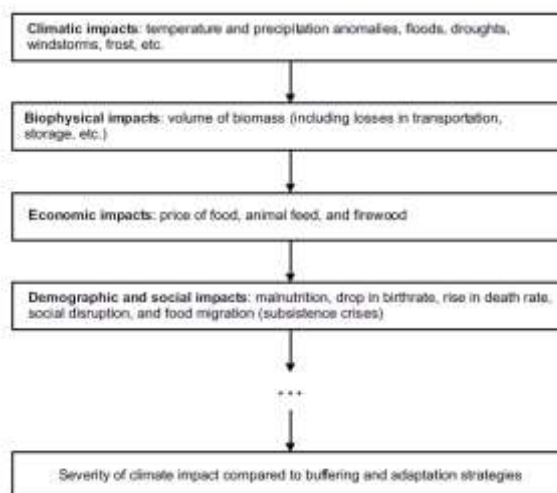 Climatic impacts: temperature and precipitation anomalies, floods, droughts,
windstorms, frost, etc.
Biophysical impacts: volume of biomass (including losses in transportation,
storage, etc.)
Economic impacts: price of food, animal feed, and firewood
Demographic and social impacts: malnutrition, drop in birthrate, rise in death rate,
social disruption, and food migration (subsistence crises)
...
Severity of climate impact compared to buffering and adaptation strategies